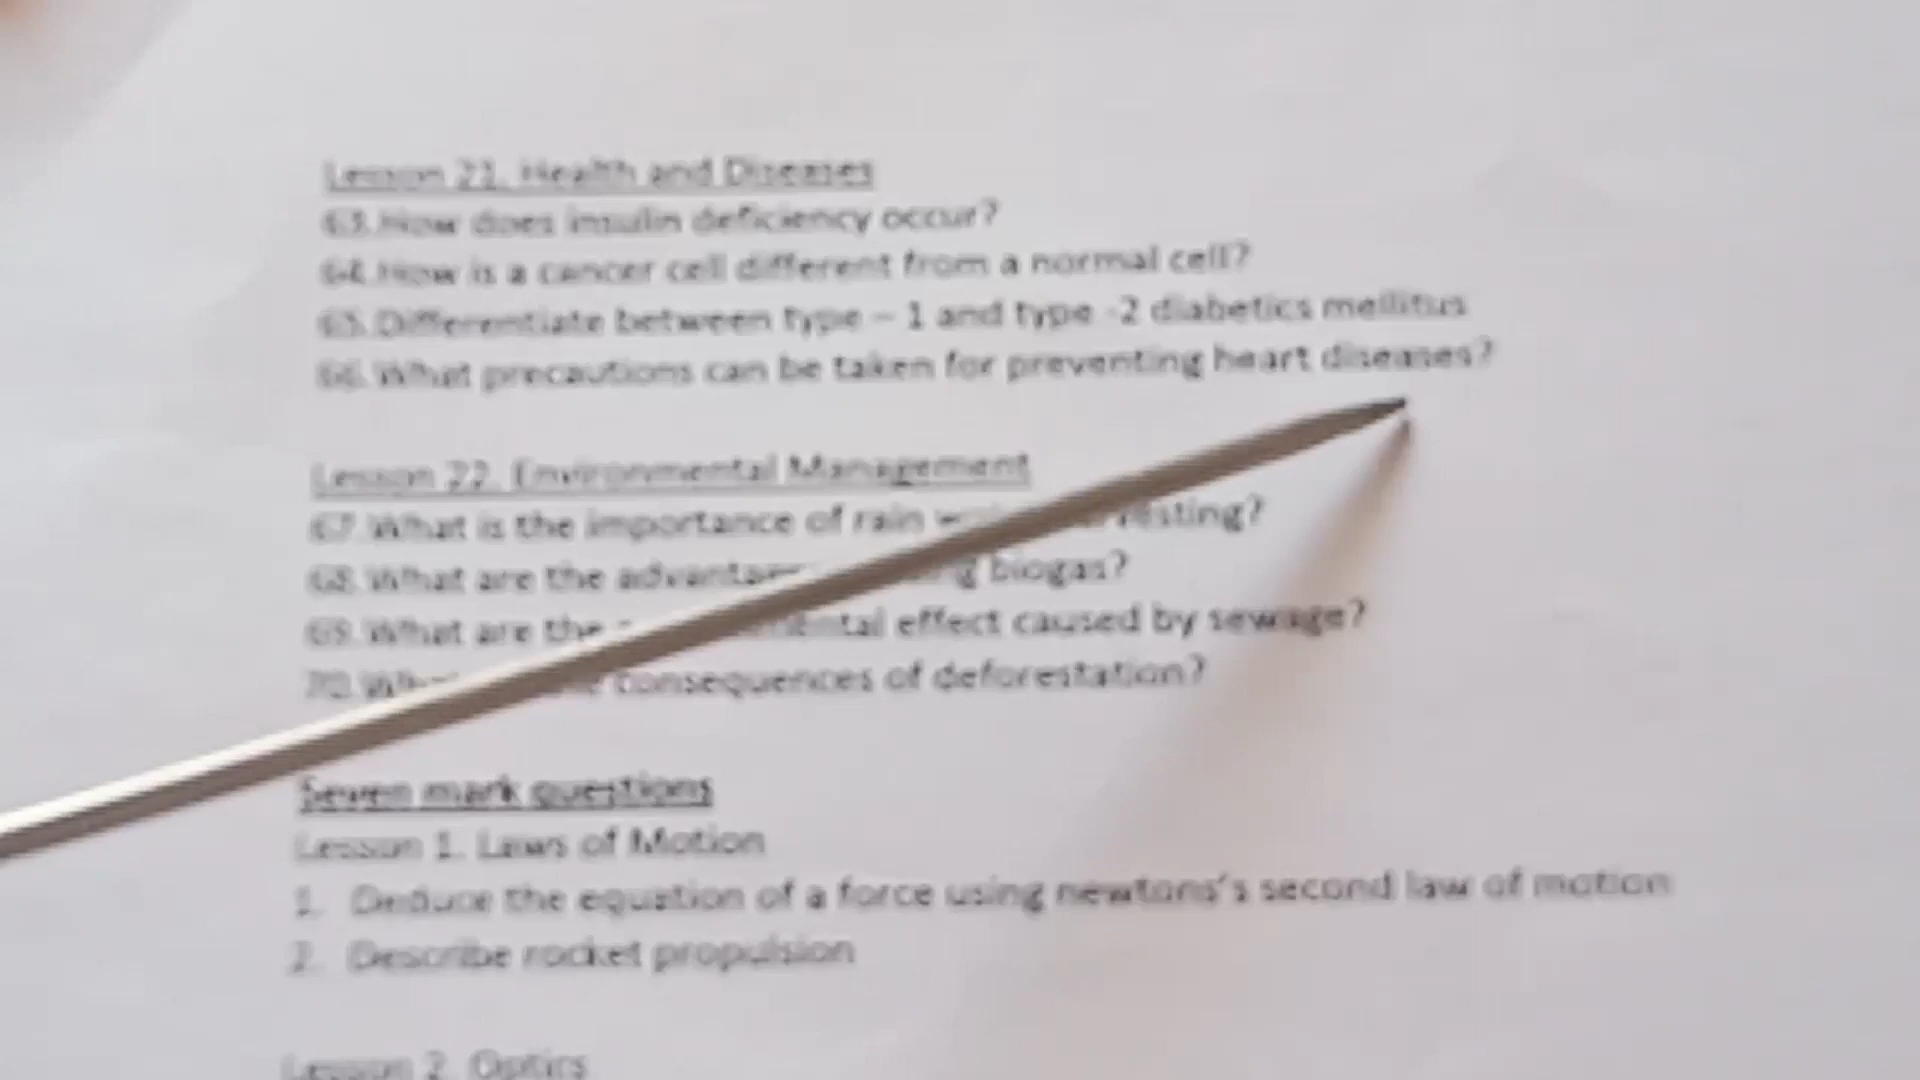 Lesson 21. Health and Diseases
63.How does insulin deficiency occur?
64.How is a cancer cell different from a normal cell?
65.Differentiate between type – 1 and type -2 diabetics mellitus
66.What precautions can be taken for preventing heart diseases?
Lesson 22. Environmental Management
67.What is the importance of rain
68.What are the biogas?
69.What are the effect caused by sewage?
70. consequences of deforestation?
Seven mark questions
Lesson 1. Laws of Motion
1. Deduce the equation of a force using newtons's second law of motion
2. Describe rocket propulsion
Lesson 2. Optics